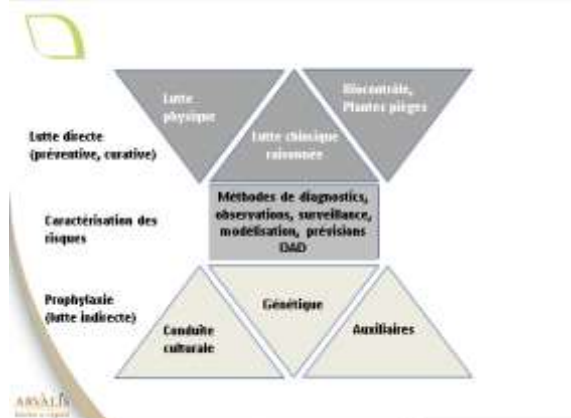 Lutte
physique
Biocontrôle,
Plantes pièges
Lutte directe
(préventive, curative)
Lutte chimique
raisonnée
Caractérisation des
risques
Méthodes de diagnostics,
observations, surveillance,
modélisation, prévisions
OAD
Prophylaxie
(lutte indirecte)
Conduite
culturale
Génétique
Auxiliaires
ARVALIS